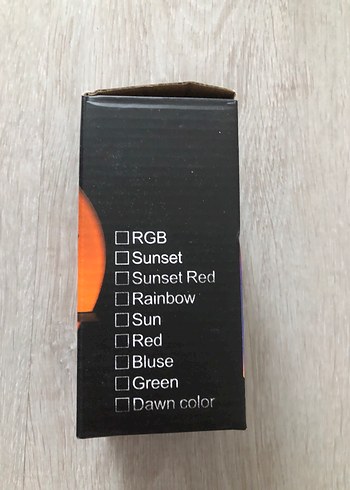 ☐RGB
☐Sunset
☐Sunset Red
☐Rainbow
☐Sun
☐Red
☐Bluse
☐Green
☐Dawn color